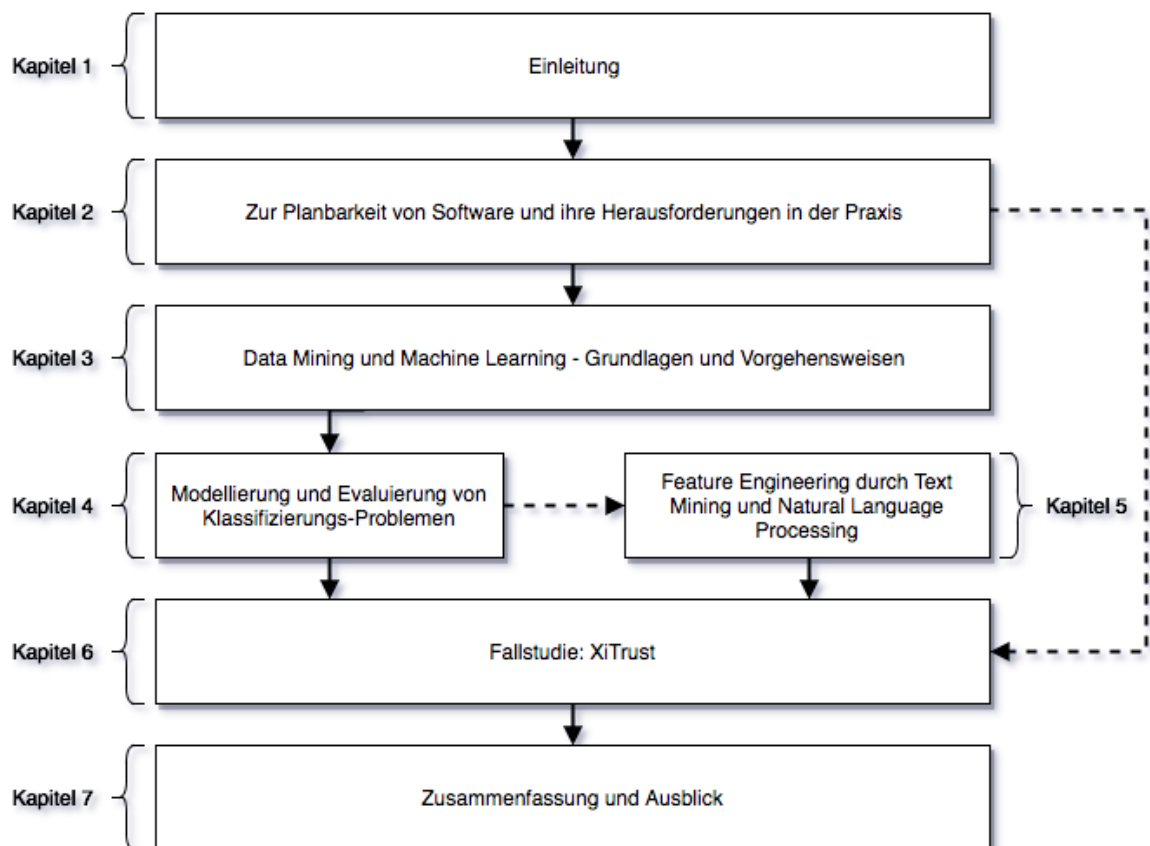 Kapitel 1
Einleitung
Kapitel 2
Zur Planbarkeit von Software und ihre Herausforderungen in der Praxis
Kapitel 3
Data Mining und Machine Learning - Grundlagen und Vorgehensweisen
Kapitel 4
Modellierung und Evaluierung von
Klassifizierungs-Problemen
Feature Engineering durch Text
Mining und Natural Language
Processing
Kapitel 5
Kapitel 6
Fallstudie: XiTrust
Kapitel 7
Zusammenfassung und Ausblick